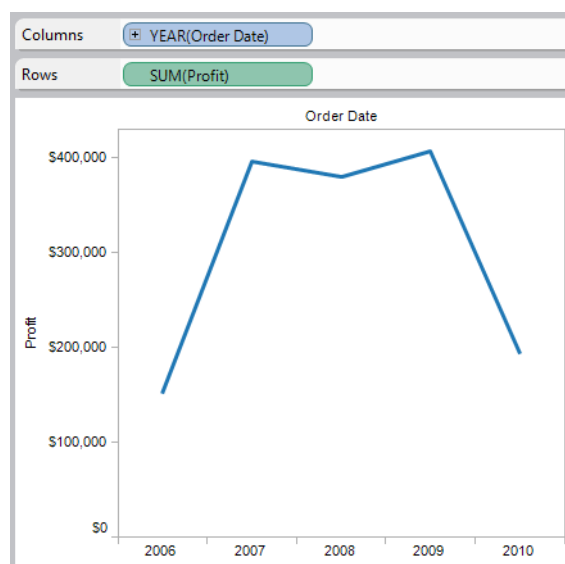 Columns YEAR(Order Date)
Rows SUM(Profit)
Order Date
$400,000
$300,000
$200,000
$100,000
$0
Profit
2006 2007 2008 2009 2010